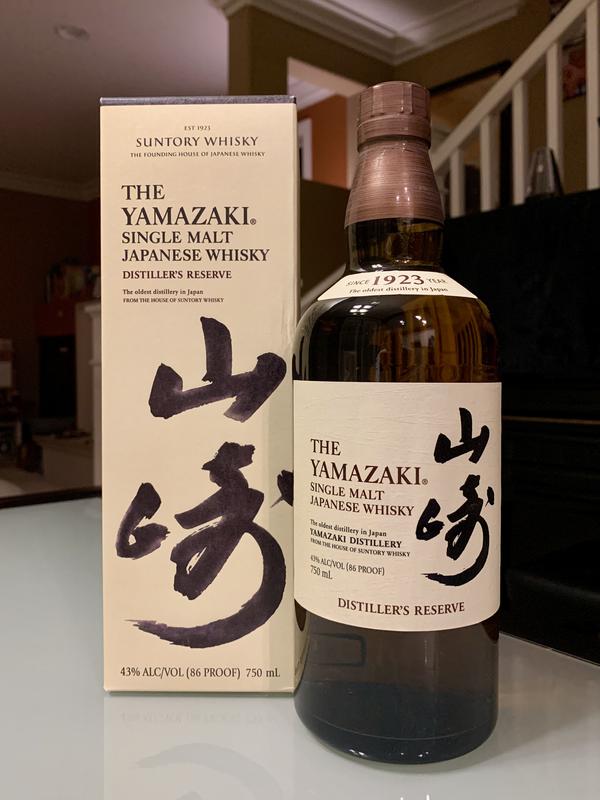 EST 1923
SUNTORY WHISKY
THE FOUNDING HOUSE OF JAPANESE WHISKY
THE
YAMAZAKI®
SINGLE MALT
JAPANESE WHISKY
DISTILLER'S RESERVE
The oldest distillery in Japan
FROM THE HOUSE OF SUNTORY WHISKY
山崎
43% ALC/VOL (86 PROOF) 750 mL
SINCE 1923 YEAR
The oldest distillery in Japan
THE
YAMAZAKI®
SINGLE MALT
JAPANESE WHISKY
The oldest distillery in Japan
YAMAZAKI DISTILLERY
FROM THE HOUSE OF SUNTORY WHISKY
43% ALC/VOL (86 PROOF)
750 mL
山崎
DISTILLER'S RESERVE